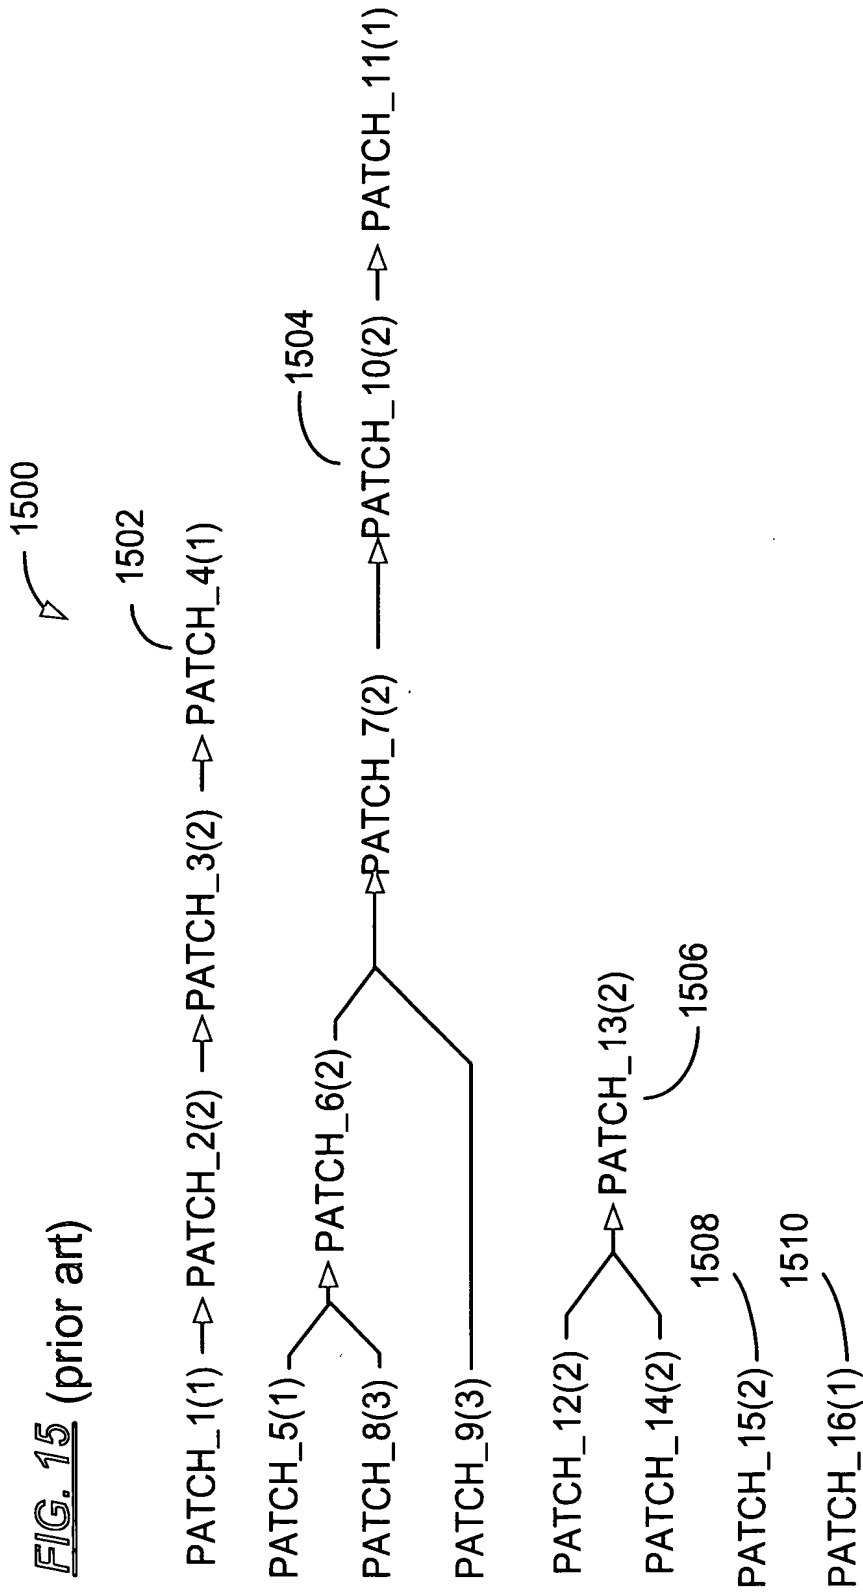 FIG. 15 (prior art)
1500
1502
PATCH_1(1) PATCH_2(2) PATCH_3(2) PATCH_4(1)
1504
PATCH_5(1)
PATCH_6(2)
PATCH_8(3)
PATCH_7(2) PATCH_10(2) PATCH_11(1)
PATCH_9(3)
PATCH_12(2)
PATCH_13(2)
PATCH_14(2)
1506
1508
PATCH_15(2)
1510
PATCH_16(1)